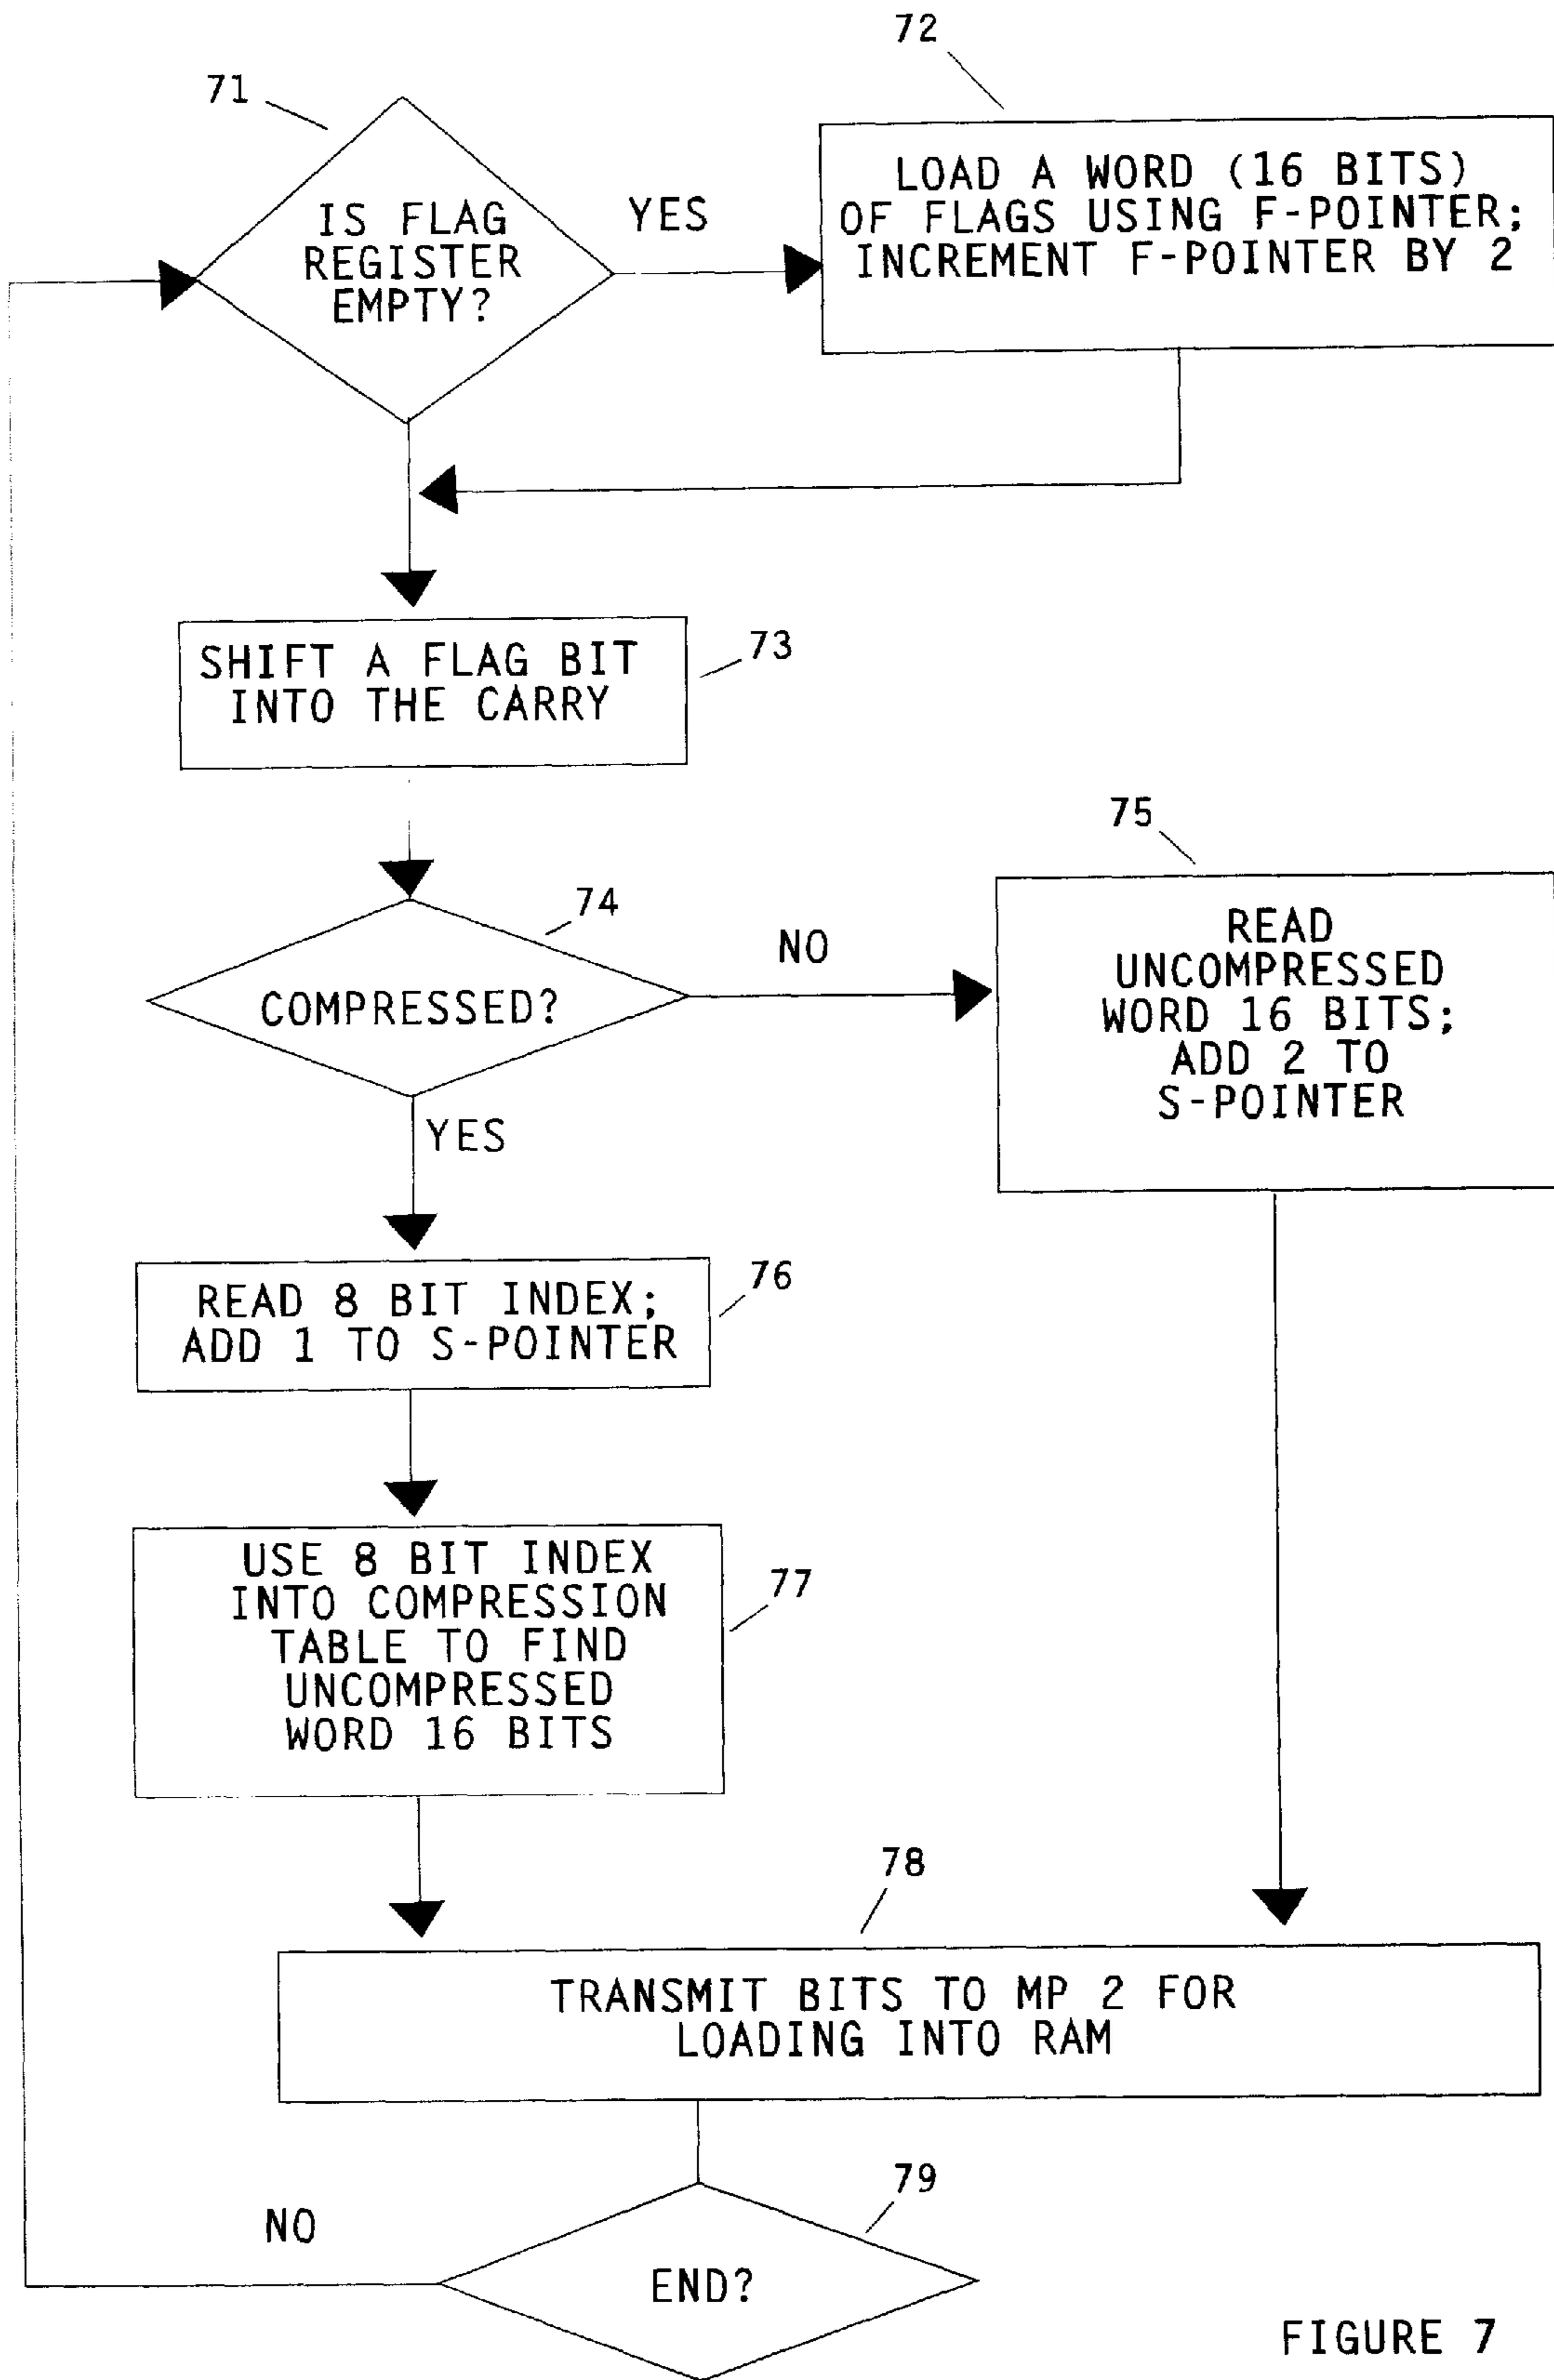 72
71
LOAD A WORD (16 BITS)
OF FLAGS USING F-POINTER;
INCREMENT F-POINTER BY 2
YES
IS FLAG
REGISTER
EMPTY?
SHIFT A FLAG BIT
INTO THE CARRY
73
75
74
NO
COMPRESSED?
READ
UNCOMPRESSED
WORD 16 BITS;
ADD 2 TO
S-POINTER
YES
76
READ 8 BIT INDEX;
ADD 1 TO S-POINTER
USE 8 BIT INDEX
INTO COMPRESSION
TABLE TO FIND
UNCOMPRESSED
WORD 16 BITS
77
78
TRANSMIT BITS TO MP 2 FOR
LOADING INTO RAM
79
NO
END?
FIGURE 7